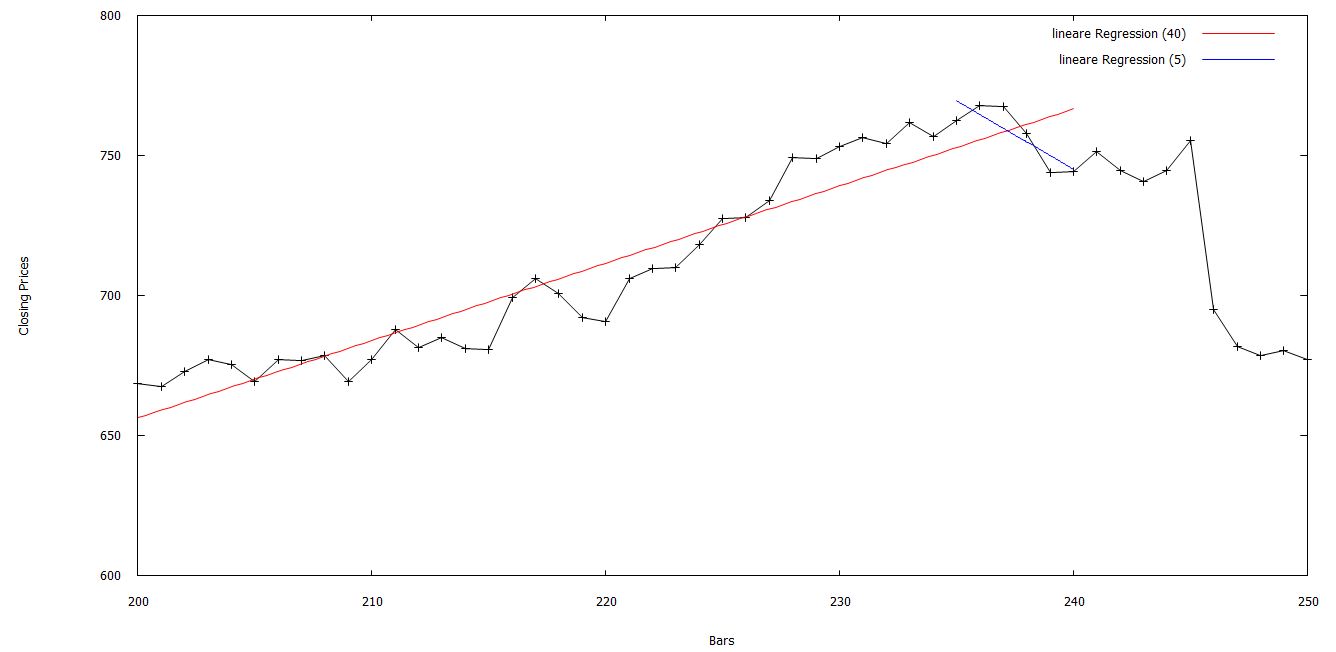 800
lineare Regression (40)
lineare Regression (5)
750
700
Closing Prices
650
600
200 210 220 230 240 250
Bars